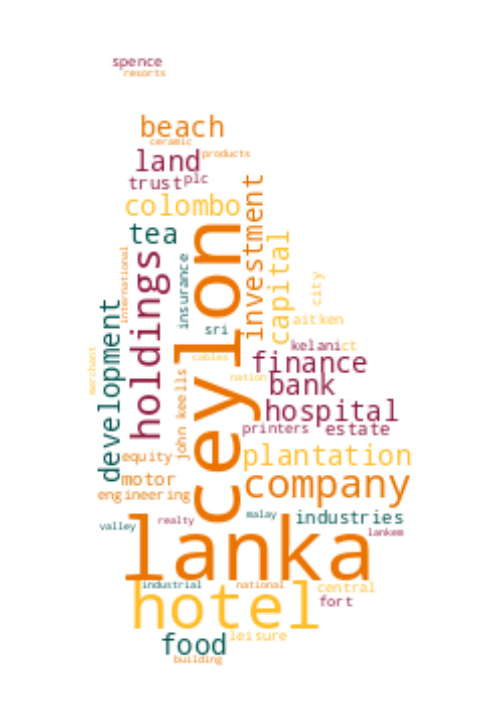 spence
resorts
beach
ceramic
products
land
plc
trust
colombo
tea
investment
ceylon
capital
holdings
international
insurance
city
sri
aitken
development
merchant
cables
kelani
ct
finance
nation
bank
john keells
hospital
printers
estate
equity
plantation
motor
company
engineering
valley
realty
malay
industries
lanka
lankem
industrial
national
central
hotel
fort
food
leisure
building